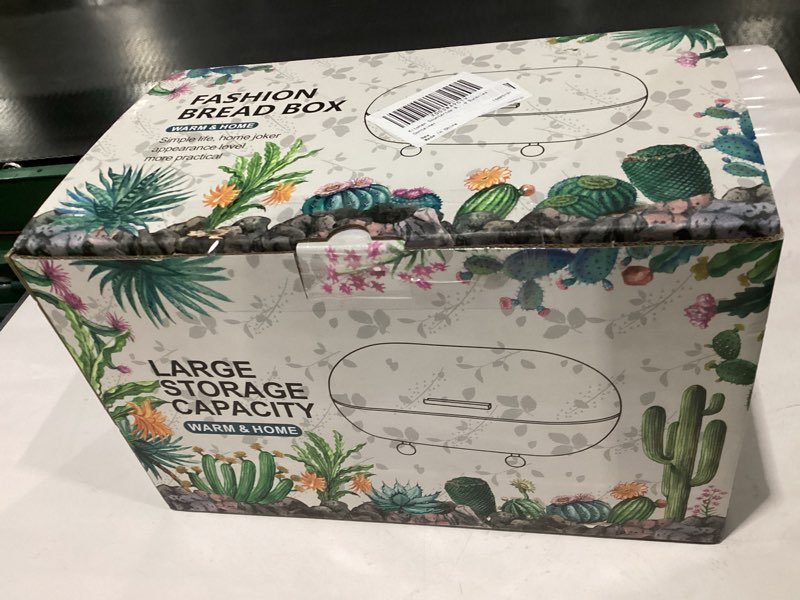 FASHION
BREAD BOX
WARM & HOME
Simple life, home joker
appearance level
more practical
LARGE
STORAGE
CAPACITY
WARM & HOME